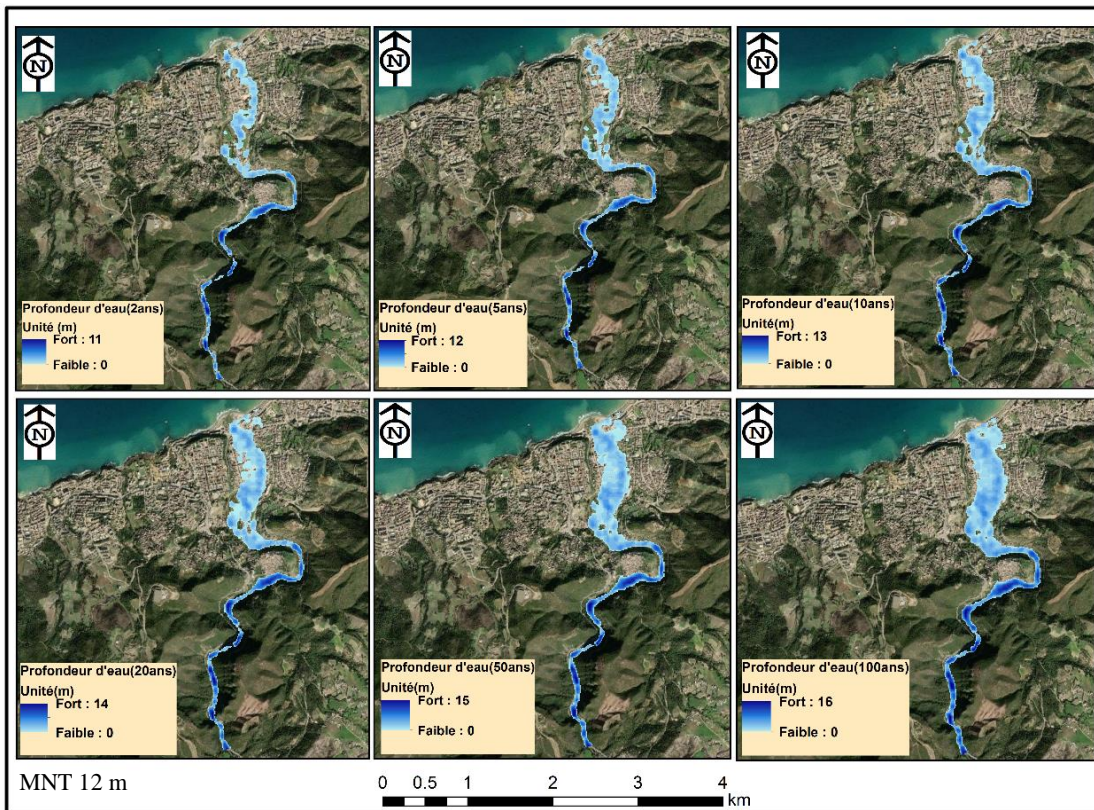 N
N
N
Profondeur d'eau(2ans)
Unité (m)
Fort : 11
Faible : 0
Profondeur d'eau(5ans)
Unité (m)
Fort : 12
Faible : 0
Profondeur d'eau(10ans)
Unité (m)
Fort : 13
Faible : 0
N
N
N
Profondeur d'eau(20ans)
Unité(m)
Fort : 14
Faible : 0
Profondeur d'eau(50ans)
Unité(m)
Fort : 15
Faible : 0
Profondeur d'eau(100ans)
Unité(m)
Fort : 16
Faible : 0
MNT 12 m
0 0.5 1 2 3 4
km